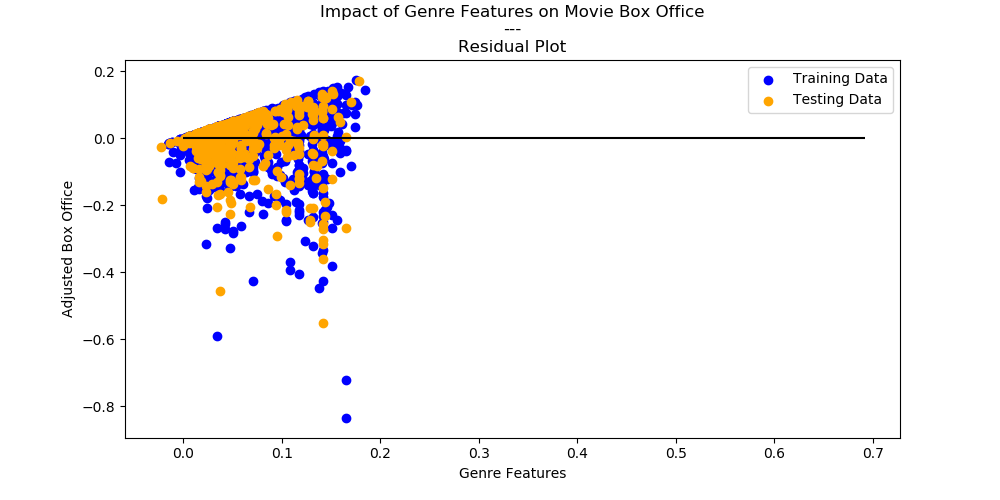 Impact of Genre Features on Movie Box Office
---
Residual Plot
Training Data
Testing Data
Adjusted Box Office
0.2
0.0
−0.2
−0.4
−0.6
−0.8
0.0 0.1 0.2 0.3 0.4 0.5 0.6 0.7
Genre Features